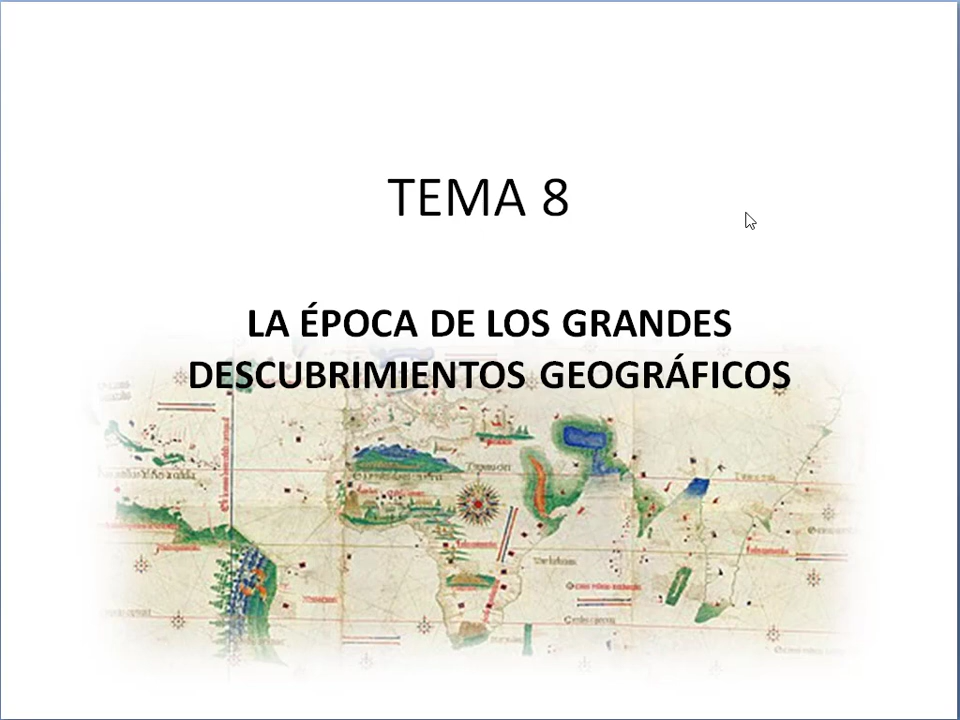 TEMA 8
LA ÉPOCA DE LOS GRANDES
DESCUBRIMIENTOS GEOGRÁFICOS